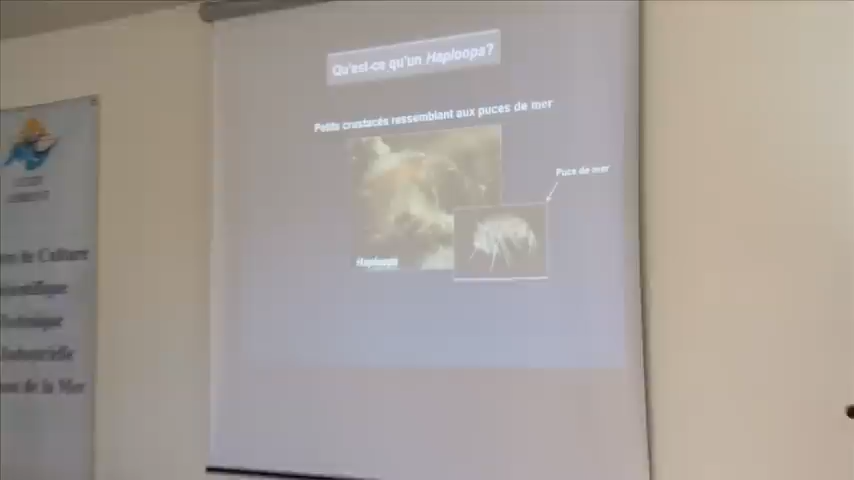 Qu'est-ce qu'un Haploopa?
Petits crustacés ressemblant aux puces de mer
Puce de mer
Haploopa
de Culture
Technique
Industrielle
de la Mer